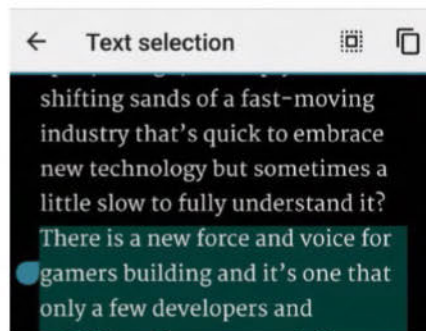 Text selection
shifting sands of a fast-moving
industry that's quick to embrace
new technology but sometimes a
little slow to fully understand it?
There is a new force and voice for
gamers building and it's one that
only a few developers and